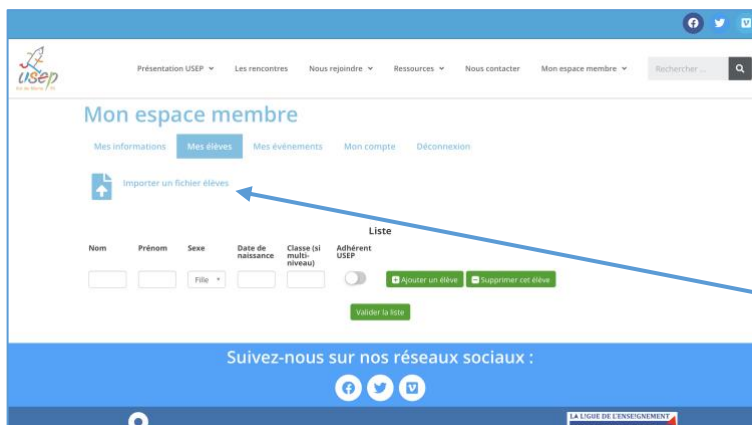 usep
Présentation USEP
Les rencontres
Nous rejoindre
Ressources
Nous contacter
Mon espace membre
Rechercher ...
Mon espace membre
Mes informations
Mes élèves
Mes événements
Mon compte
Déconnexion
Importer un fichier élèves
Liste
Nom
Prénom
Sexe
Date de naissance
Classe (si multi-niveau)
Adhérent USEP
Fille
Ajouter un élève
Supprimer cet élève
Valider la liste
Suivez-nous sur nos réseaux sociaux :
LA LIGUE DE L'ENSEIGNEMENT